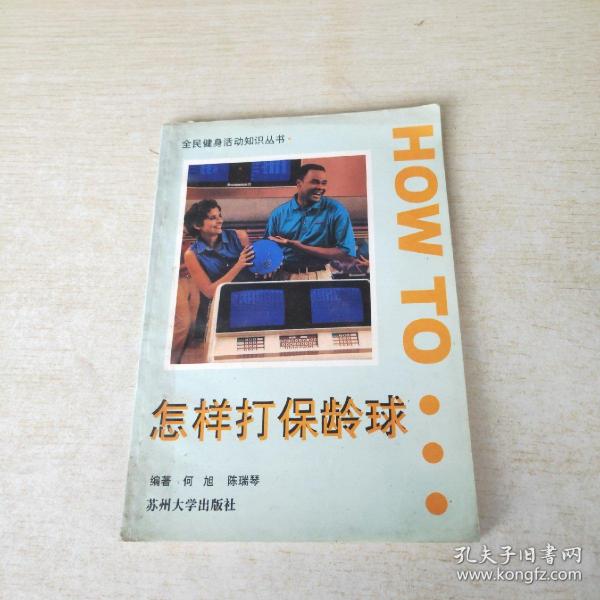 全民健身活动知识丛书
HOW TO...
怎样打保龄球
编著 何旭 陈瑞琴
苏州大学出版社
孔夫子旧书网
www.kongfz.com